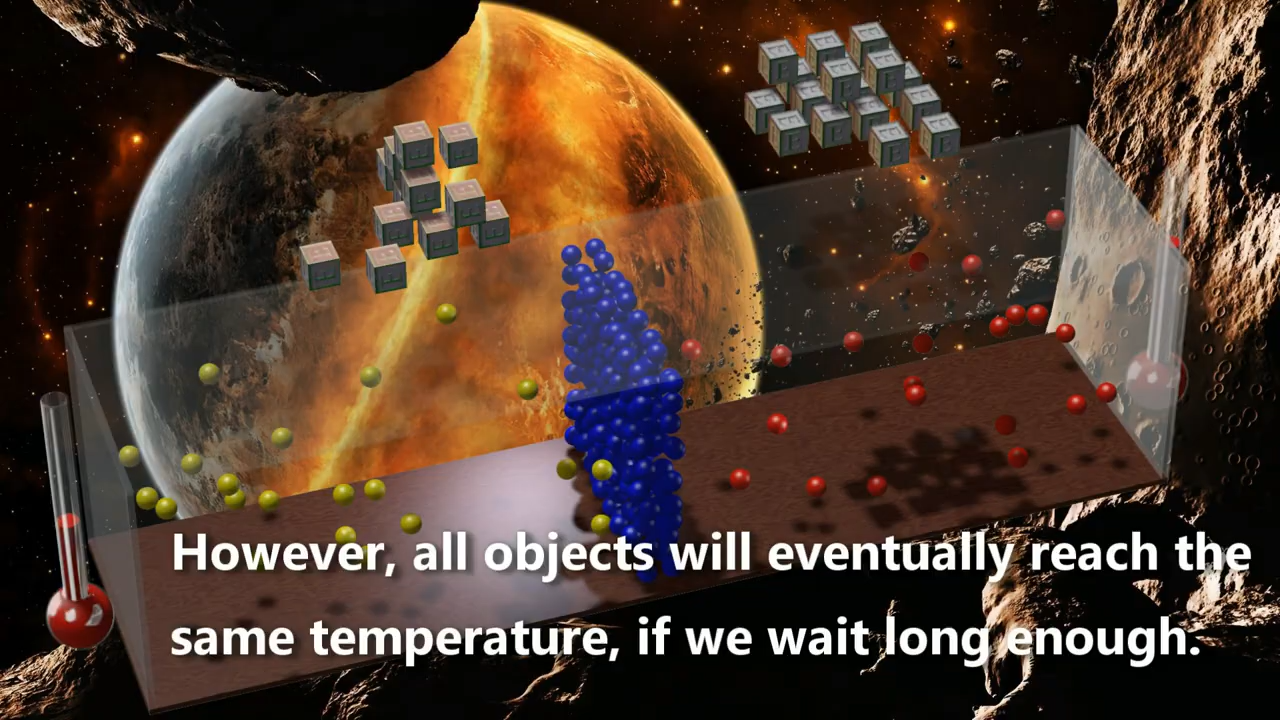 However, all objects will eventually reach the
same temperature, if we wait long enough.